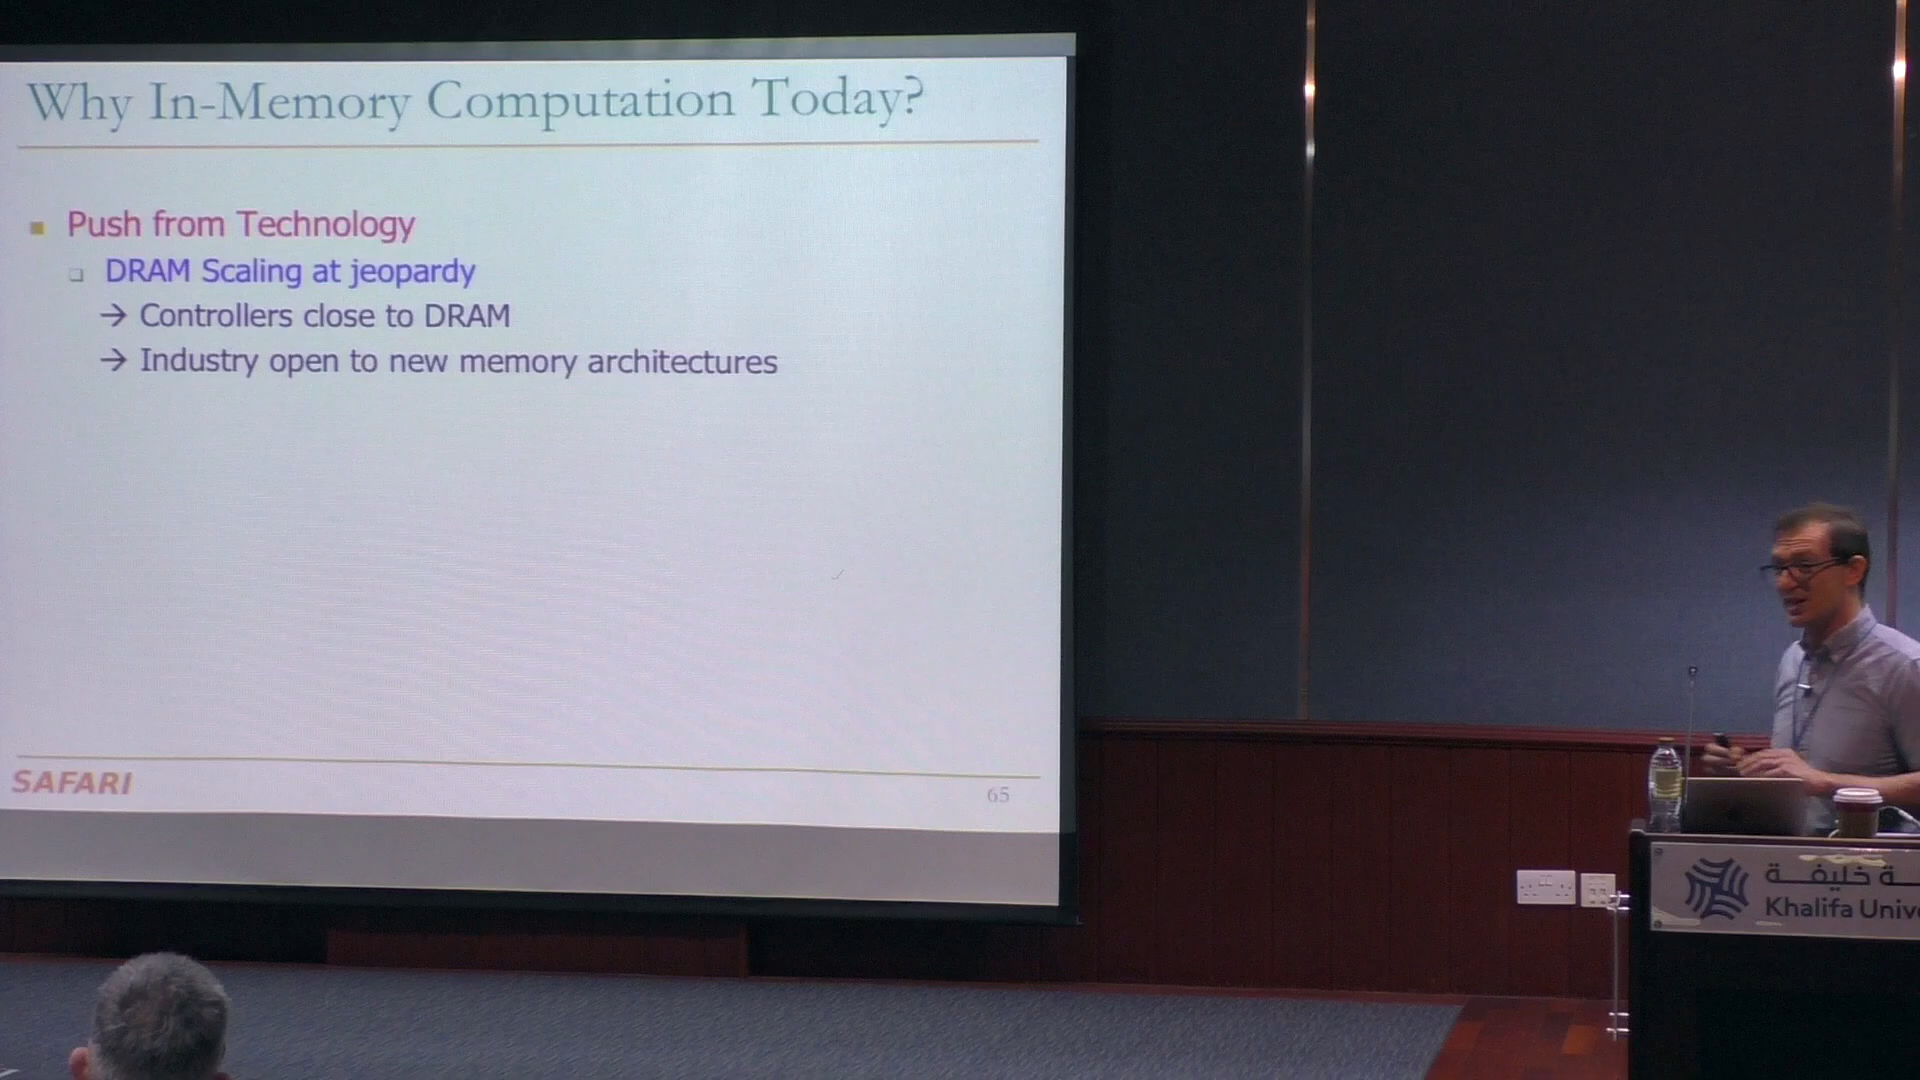 Why In-Memory Computation Today?
Push from Technology
DRAM Scaling at jeopardy
→ Controllers close to DRAM
→ Industry open to new memory architectures
SAFARI
65
خليفة
Khalifa